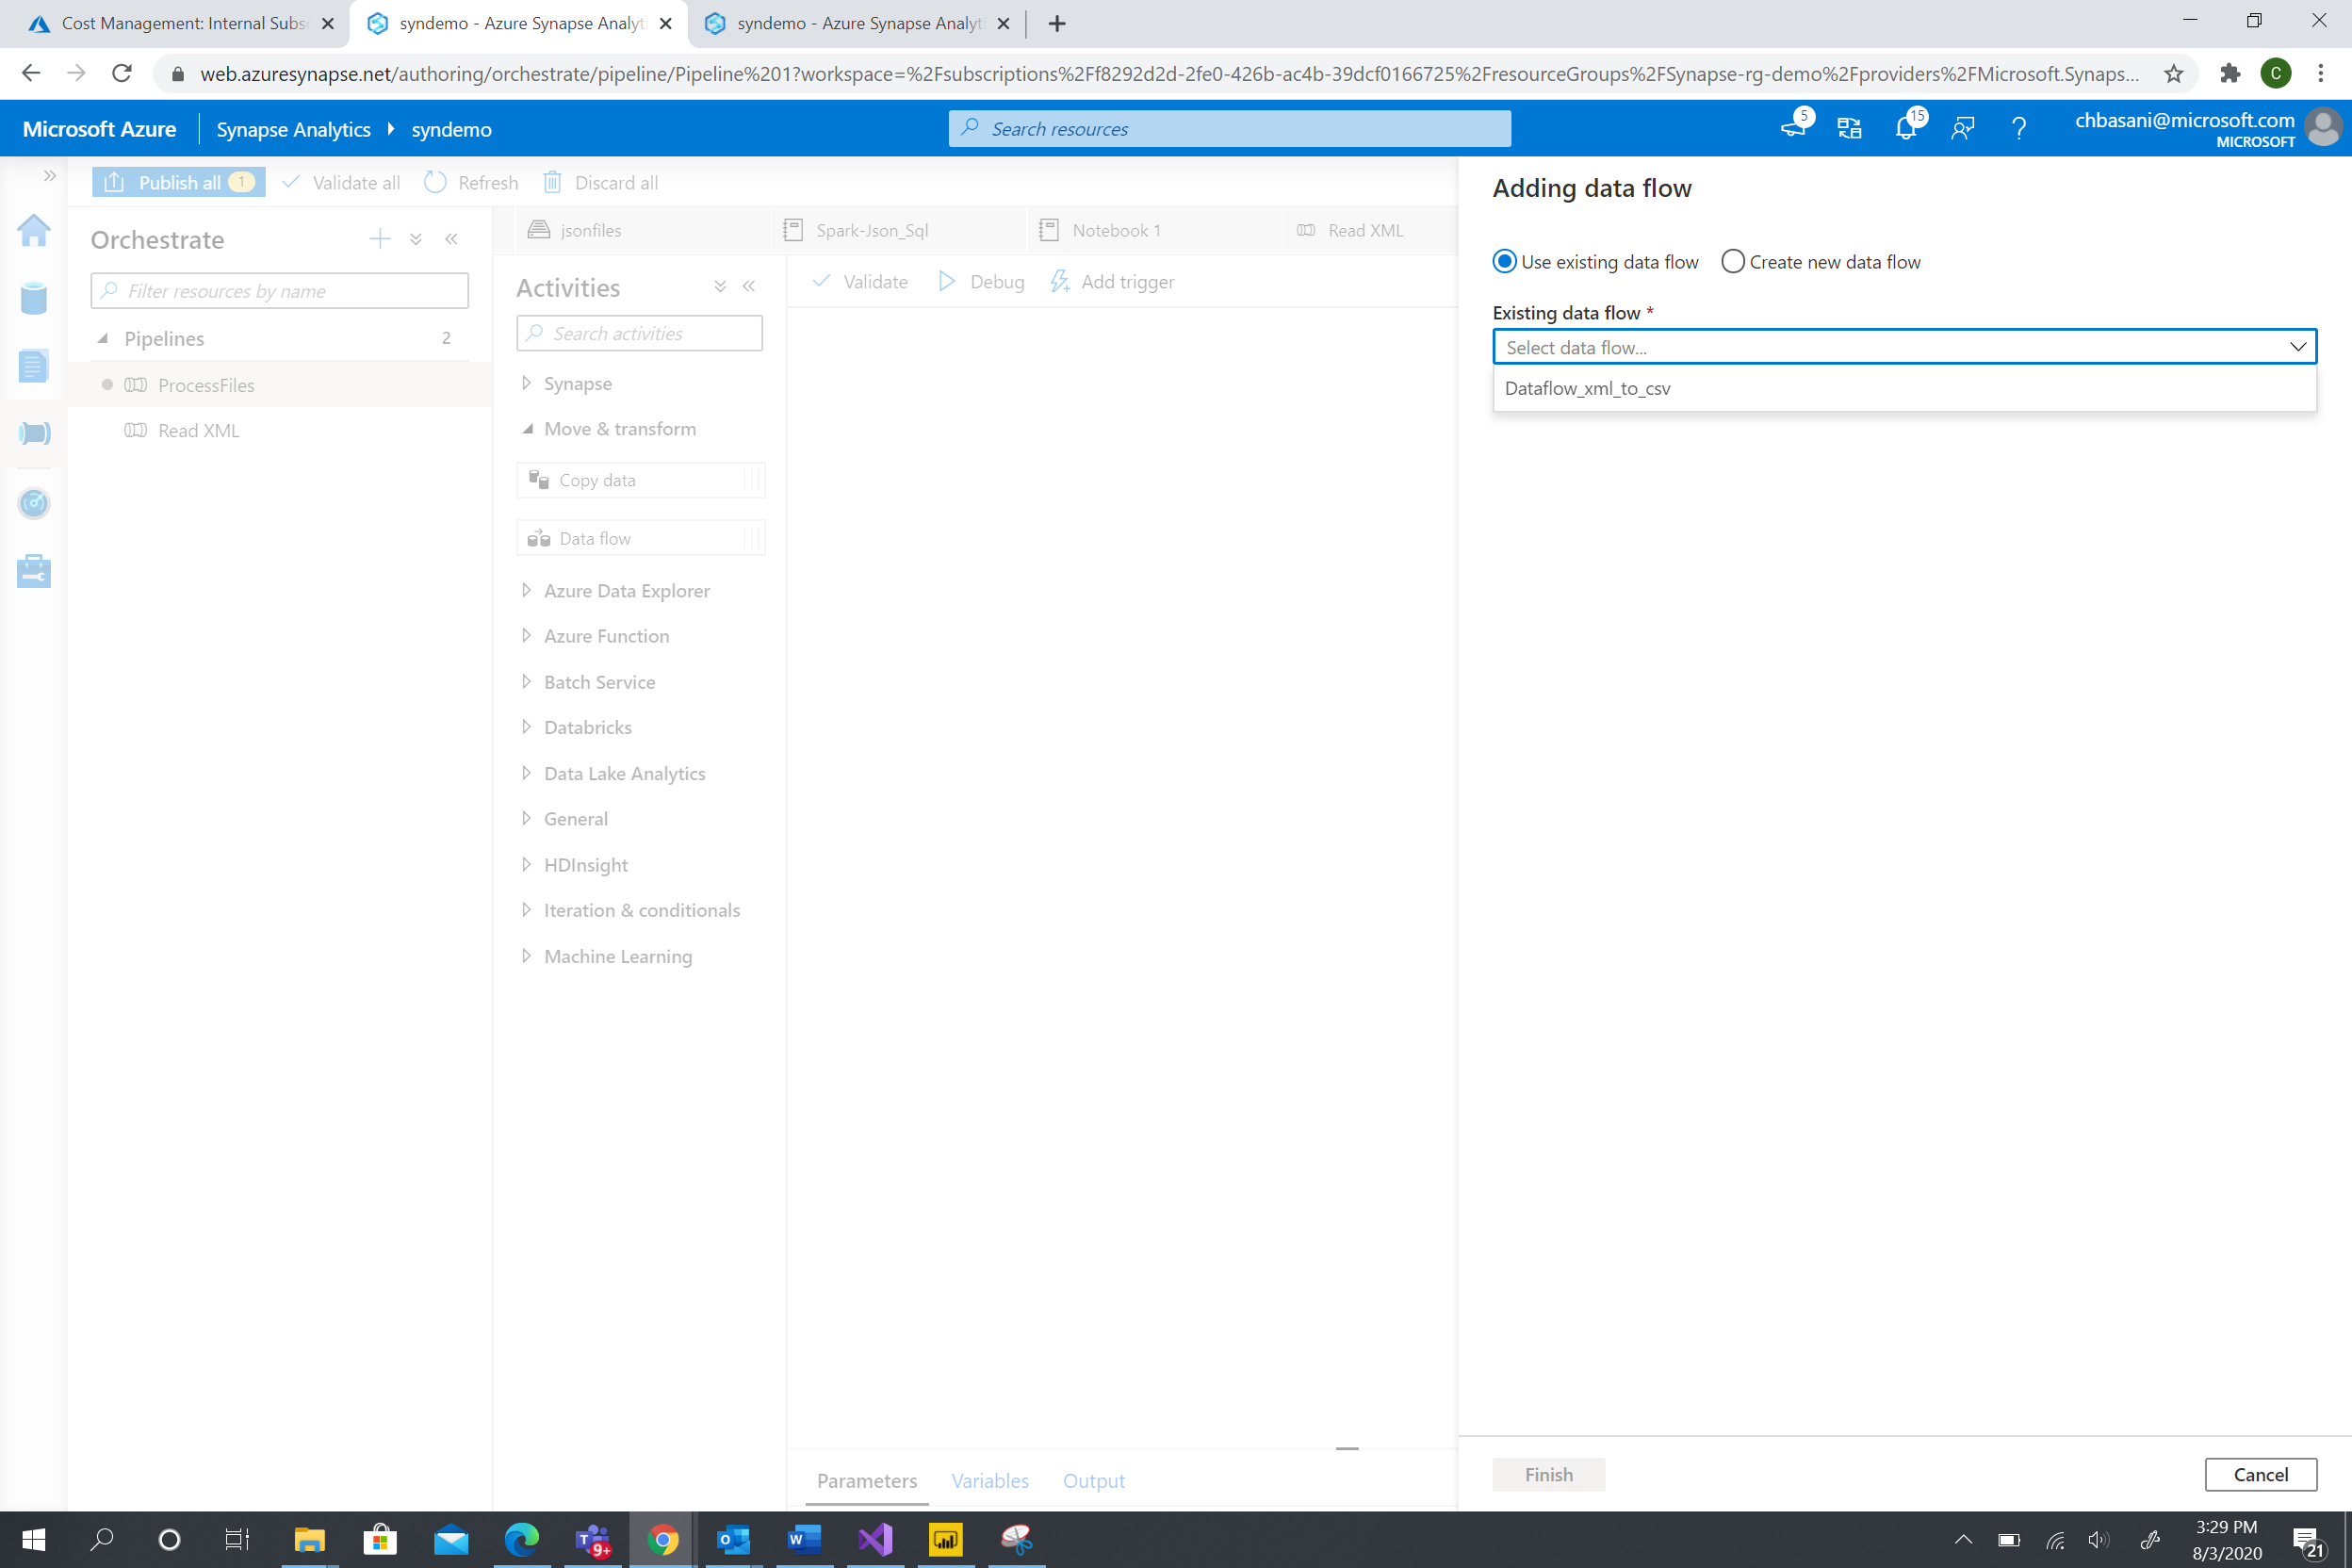 Cost Management: Internal Subs
syndemo - Azure Synapse Analyt
syndemo - Azure Synapse Analyt
web.azuresynapse.net/authoring/orchestrate/pipeline/Pipeline%201?workspace=%2Fsubscriptions%2Ff8292d2d-2fe0-426b-ac4b-39dcf0166725%2FresourceGroups%2FSynapse-rg-demo%2Fproviders%2FMicrosoft.Synaps...
C
Microsoft Azure
Synapse Analytics
syndemo
Search resources
5
15
chbasani@microsoft.com
MICROSOFT
Publish all 1
Validate all
Refresh
Discard all
Orchestrate
Filter resources by name
Pipelines 2
ProcessFiles
Read XML
jsonfiles
Spark-Json_Sql
Notebook 1
Read XML
Activities
Search activities
Synapse
Move & transform
Copy data
Data flow
Azure Data Explorer
Azure Function
Batch Service
Databricks
Data Lake Analytics
General
HDInsight
Iteration & conditionals
Machine Learning
Validate
Debug
Add trigger
Parameters
Variables
Output
Adding data flow
Use existing data flow
Create new data flow
Existing data flow *
Select data flow...
Dataflow_xml_to_csv
Finish
Cancel
T
9+
O
W
3:29 PM
8/3/2020
21